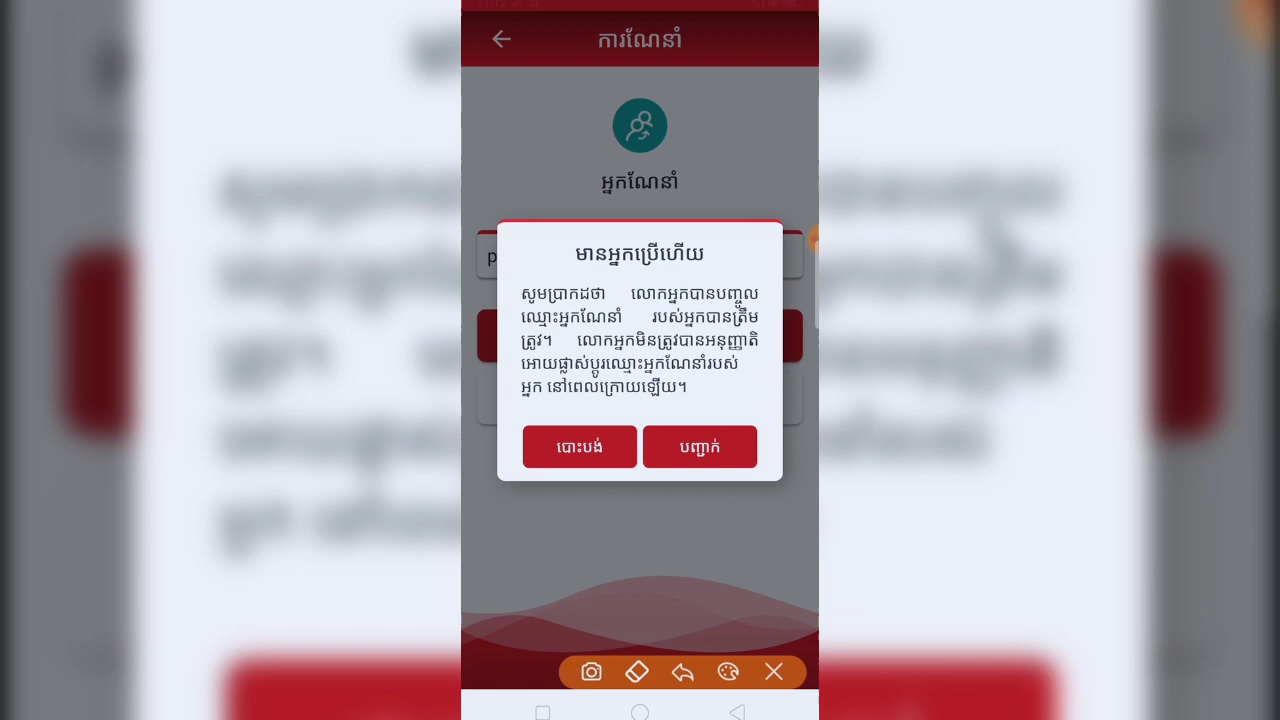 ការណែនាំ
អ្នកណែនាំ
p
មានអ្នកប្រើហើយ
សូមប្រាកដថា លោកអ្នកបានបញ្ចូល
ឈ្មោះអ្នកណែនាំ របស់អ្នកបានត្រឹម
ត្រូវ។ លោកអ្នកមិនត្រូវបានអនុញ្ញាតិ
អោយផ្លាស់ប្តូរឈ្មោះអ្នកណែនាំរបស់
អ្នក នៅពេលក្រោយឡើយ។
បោះបង់ បញ្ជាក់